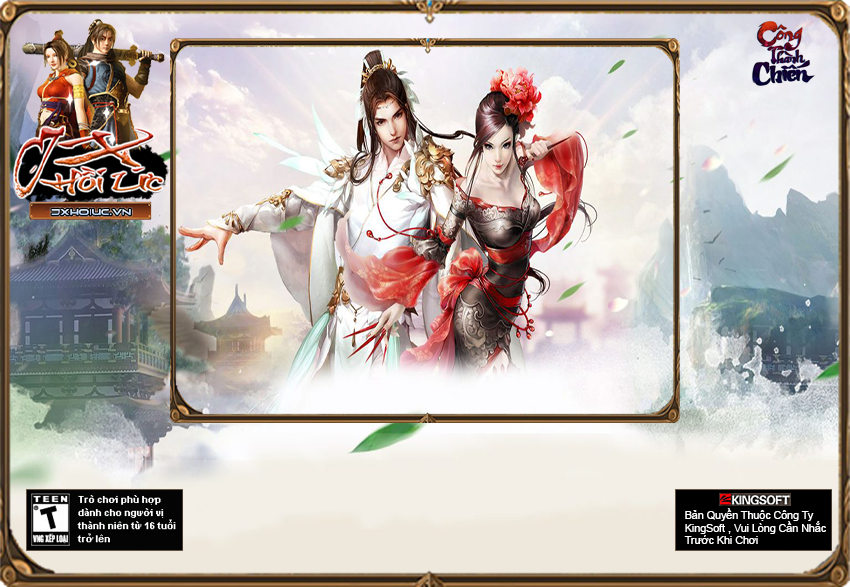 JX
Hồi Ức
JXHOIUC.VN
Công
Thành
Chiến
TEEN
T
VNG XẾP LOẠI
Trò chơi phù hợp
dành cho người vị
thành niên từ 16 tuổi
trở lên
KINGSOFT
Bản Quyền Thuộc Công Ty
KingSoft , Vui Lòng Cân Nhắc
Trước Khi Chơi